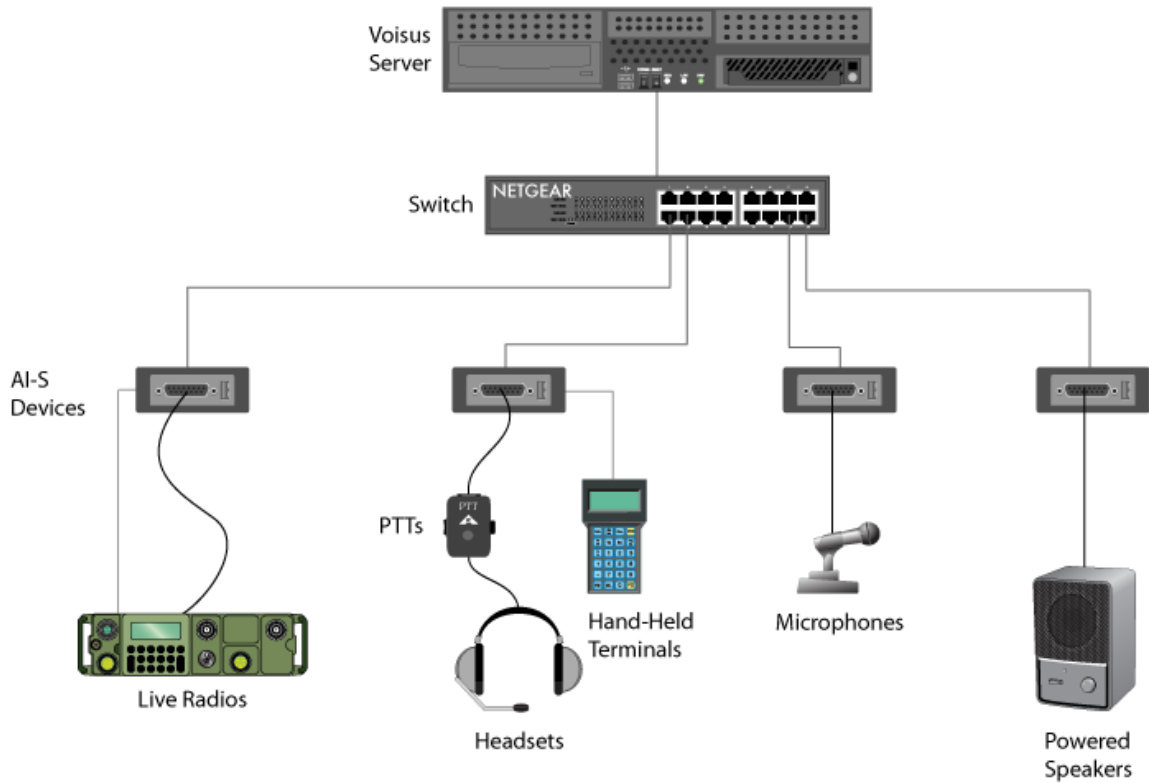 Voisus
Server
NETGEAR
Switch
AI-S
Devices
PTT
PTTs
Hand-Held
Terminals
Microphones
Live Radios
Headsets
Powered
Speakers